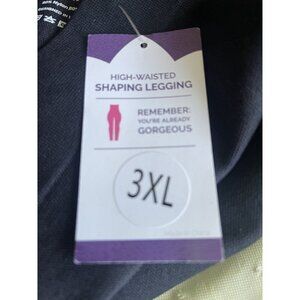 HIGH-WAISTED
SHAPING LEGGING
REMEMBER:
YOU'RE ALREADY
GORGEOUS
3XL